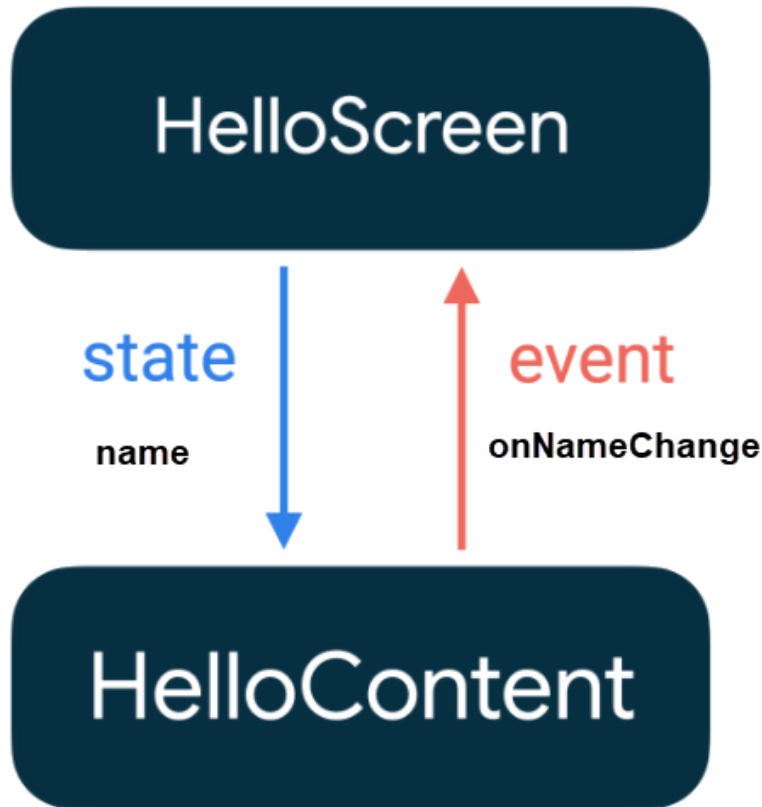 HelloScreen
state
event
name
onNameChange
HelloContent